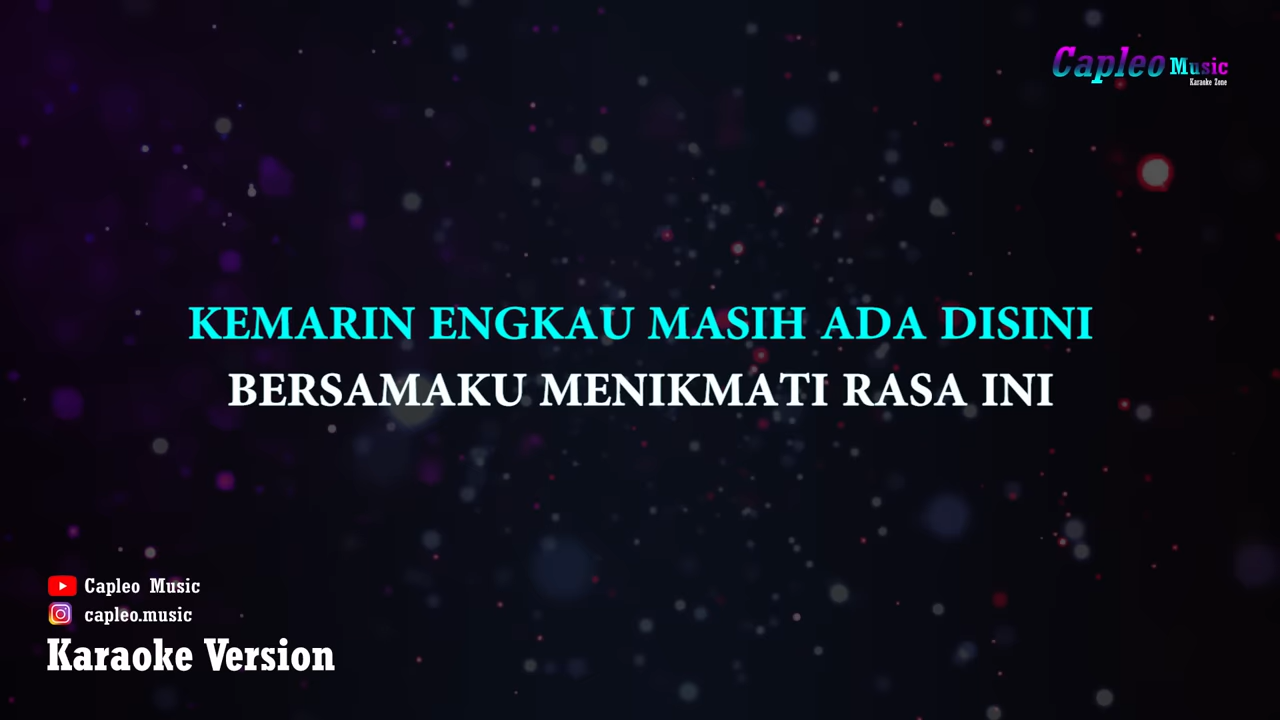 Capleo Music
Karaoke Zone
KEMARIN ENGKAU MASIH ADA DISINI
BERSAMAKU MENIKMATI RASA INI
Capleo Music
capleo.music
Karaoke Version